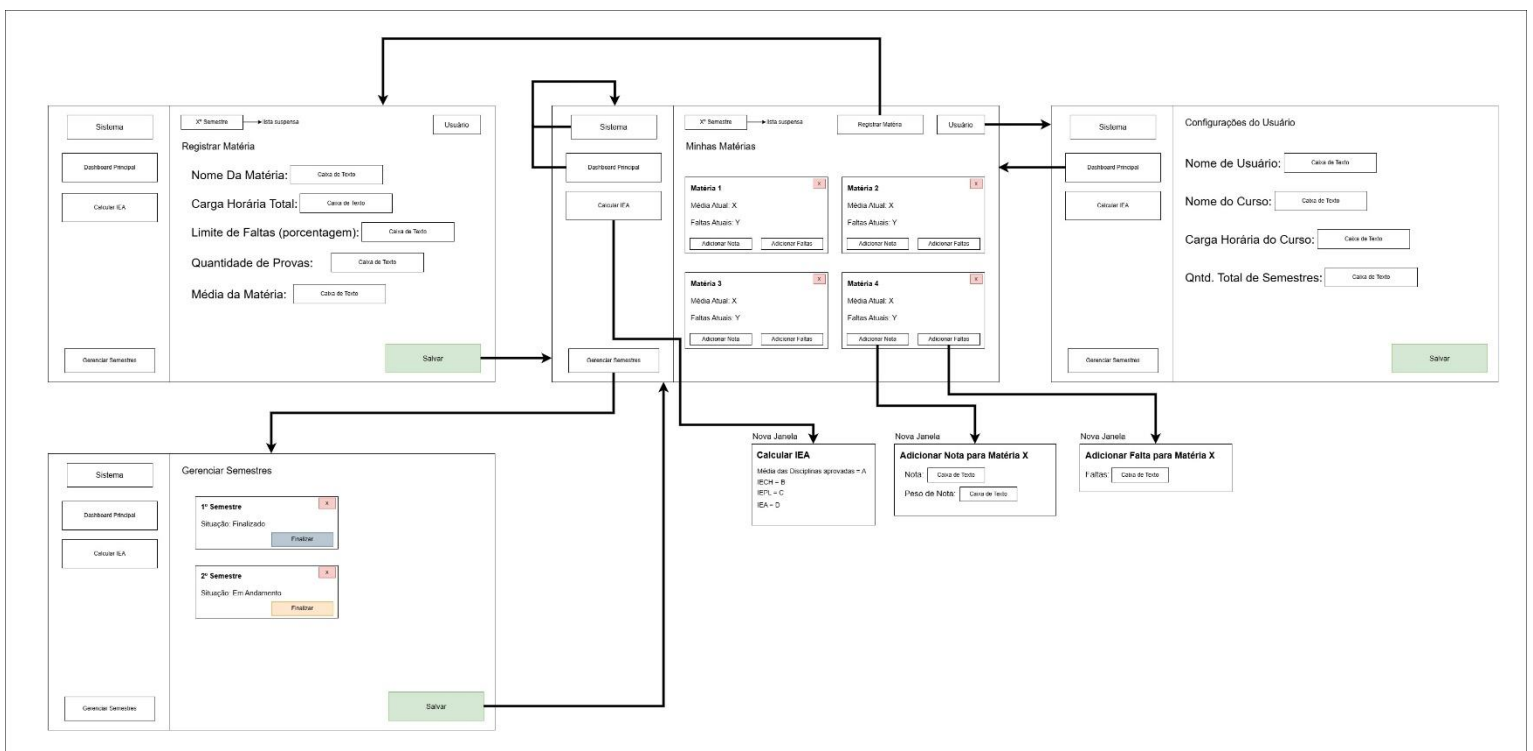 Sistema
Dashboard Principal
Calcular IEA
Gerenciar Semestres
Xº Semestre
lista suspensa
Usuário
Registrar Matéria
Nome Da Matéria: Caixa de Texto
Carga Horária Total: Caixa de Texto
Limite de Faltas (porcentagem): Caixa de Texto
Quantidade de Provas: Caixa de Texto
Média da Matéria: Caixa de Texto
Salvar
Sistema
Dashboard Principal
Calcular IEA
Gerenciar Semestres
Xº Semestre
lista suspensa
Registrar Matéria
Usuário
Minhas Matérias
Matéria 1
X
Média Atual: X
Faltas Atuais: Y
Adicionar Nota
Adicionar Faltas
Matéria 2
X
Média Atual: X
Faltas Atuais: Y
Adicionar Nota
Adicionar Faltas
Matéria 3
X
Média Atual: X
Faltas Atuais: Y
Adicionar Nota
Adicionar Faltas
Matéria 4
X
Média Atual: X
Faltas Atuais: Y
Adicionar Nota
Adicionar Faltas
Sistema
Dashboard Principal
Calcular IEA
Gerenciar Semestres
Configurações do Usuário
Nome de Usuário: Caixa de Texto
Nome do Curso: Caixa de Texto
Carga Horária do Curso: Caixa de Texto
Qntd. Total de Semestres: Caixa de Texto
Salvar
Sistema
Dashboard Principal
Calcular IEA
Gerenciar Semestres
Gerenciar Semestres
1º Semestre
X
Situação: Finalizado
Finalizar
2º Semestre
X
Situação: Em Andamento
Finalizar
Salvar
Nova Janela
Calcular IEA
Média das Disciplinas aprovadas = A
IECH = B
IEPL = C
IEA = D
Nova Janela
Adicionar Nota para Matéria X
Nota: Caixa de Texto
Peso de Nota: Caixa de Texto
Nova Janela
Adicionar Falta para Matéria X
Faltas: Caixa de Texto